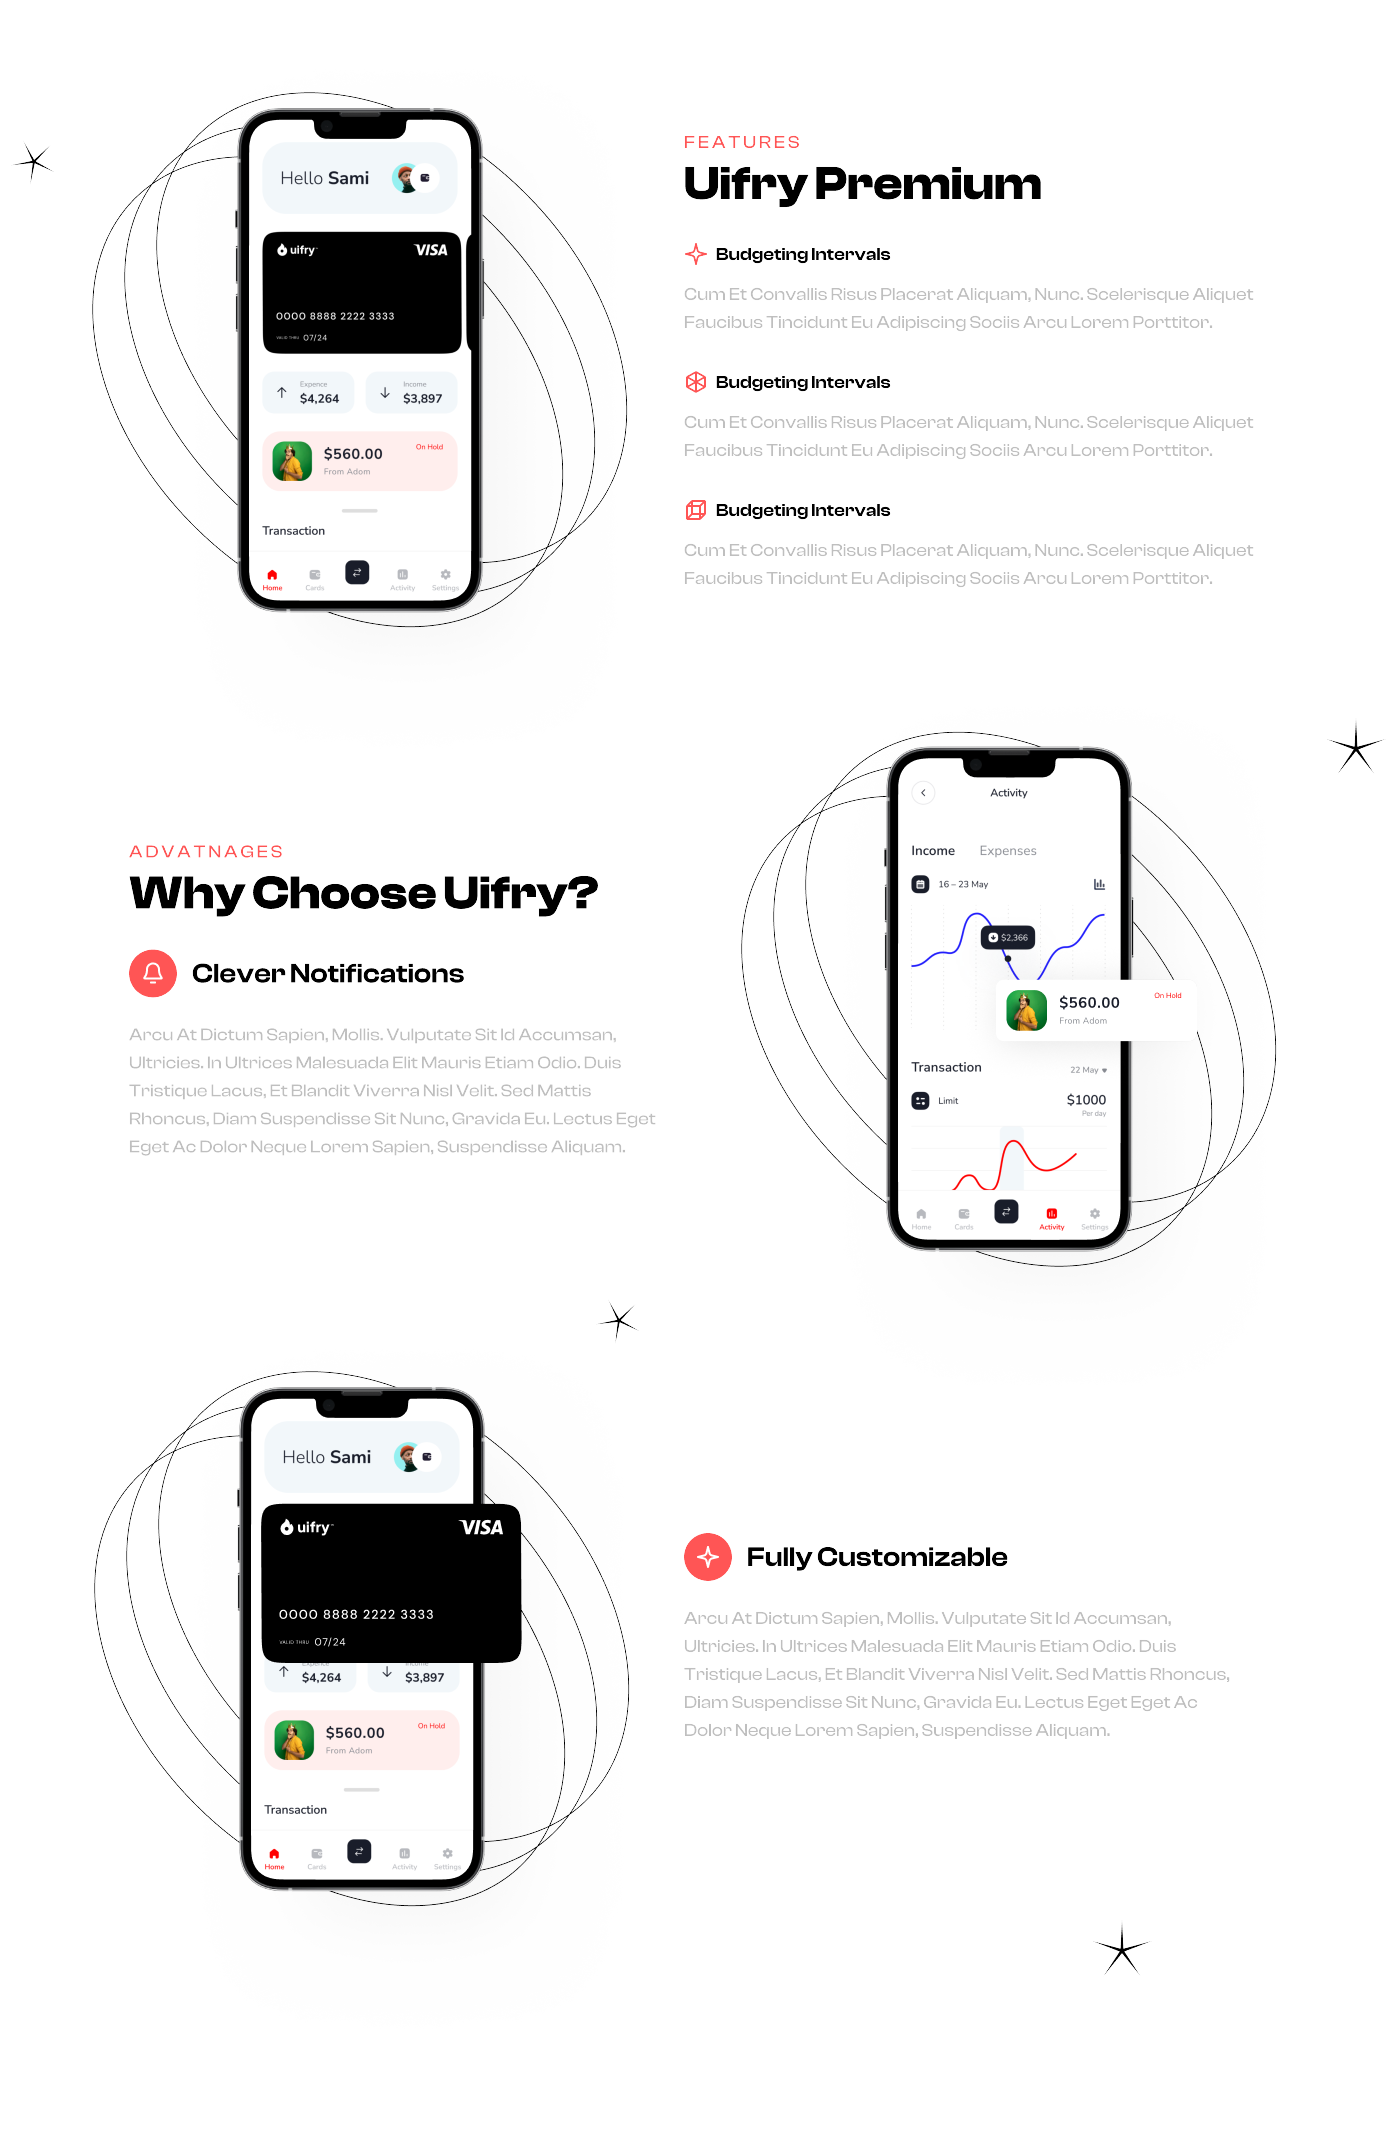 Hello Sami
uifry
VISA
0000 8888 2222 3333
VALID THRU 07/24
Expence
$4,264
Income
$3,897
$560.00
On Hold
From Adom
Transaction
Home
Cards
Activity
Settings
FEATURES
Uifry Premium
Budgeting Intervals
Cum Et Convallis Risus Placerat Aliquam, Nunc. Scelerisque Aliquet
Faucibus Tincidunt Eu Adipiscing Sociis Arcu Lorem Porttitor.
Budgeting Intervals
Cum Et Convallis Risus Placerat Aliquam, Nunc. Scelerisque Aliquet
Faucibus Tincidunt Eu Adipiscing Sociis Arcu Lorem Porttitor.
Budgeting Intervals
Cum Et Convallis Risus Placerat Aliquam, Nunc. Scelerisque Aliquet
Faucibus Tincidunt Eu Adipiscing Sociis Arcu Lorem Porttitor.
ADVATNAGES
Why Choose Uifry?
Clever Notifications
Arcu At Dictum Sapien, Mollis. Vulputate Sit Id Accumsan,
Ultricies. In Ultrices Malesuada Elit Mauris Etiam Odio. Duis
Tristique Lacus, Et Blandit Viverra Nisl Velit. Sed Mattis
Rhoncus, Diam Suspendisse Sit Nunc, Gravida Eu. Lectus Eget
Eget Ac Dolor Neque Lorem Sapien, Suspendisse Aliquam.
Activity
Income Expenses
16 – 23 May
$2,366
$560.00
On Hold
From Adom
Transaction
22 May
Limit
$1000
Per day
Home
Cards
Activity
Settings
Hello Sami
uifry
VISA
0000 8888 2222 3333
VALID THRU 07/24
$4,264
$3,897
$560.00
On Hold
From Adom
Transaction
Home
Cards
Activity
Settings
Fully Customizable
Arcu At Dictum Sapien, Mollis. Vulputate Sit Id Accumsan,
Ultricies. In Ultrices Malesuada Elit Mauris Etiam Odio. Duis
Tristique Lacus, Et Blandit Viverra Nisl Velit. Sed Mattis Rhoncus,
Diam Suspendisse Sit Nunc, Gravida Eu. Lectus Eget Eget Ac
Dolor Neque Lorem Sapien, Suspendisse Aliquam.